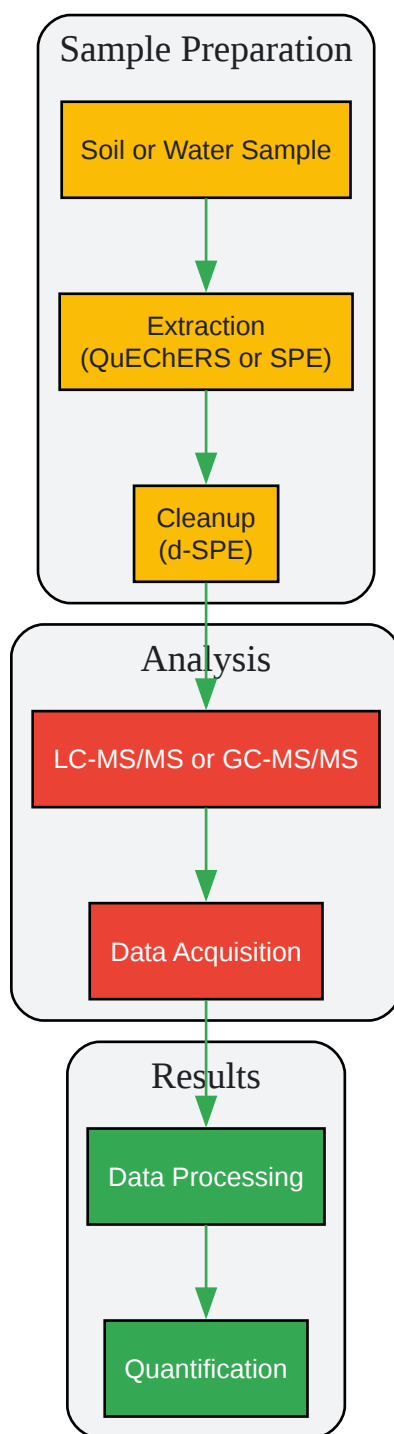 Sample Preparation
Soil or Water Sample
Extraction
(QuEChERS or SPE)
Cleanup
(d-SPE)
Analysis
LC-MS/MS or GC-MS/MS
Data Acquisition
Results
Data Processing
Quantification